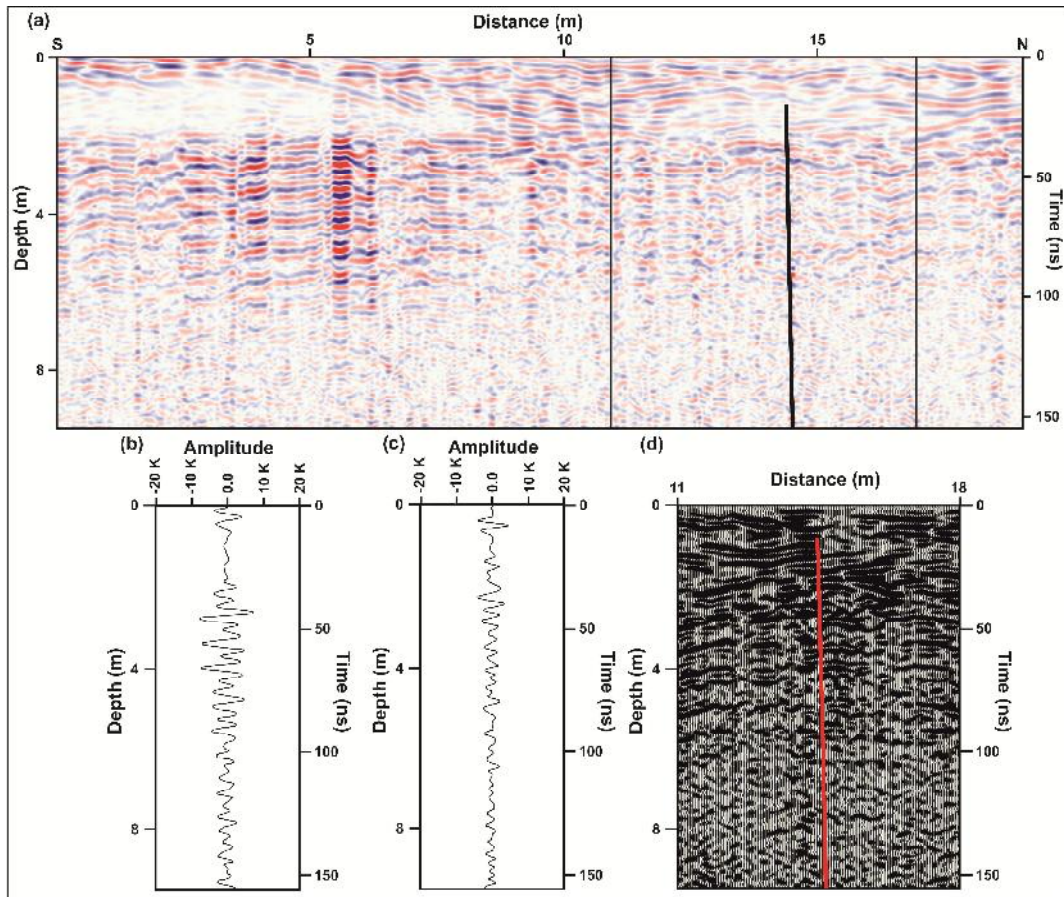 (a)
Distance (m)
S
5
10
15
N
0
0
4
50
8
100
150
Depth (m)
Time (ns)
(b)
Amplitude
-20 K
-10 K
0.0
10 K
20 K
0
0
50
4
100
8
150
Depth (m)
Time (ns)
(c)
Amplitude
-20 K
-10 K
0.0
10 K
20 K
0
0
50
4
100
8
150
Depth (m)
Time (ns)
(d)
Distance (m)
11
18
0
0
50
4
100
8
150
Depth (m)
Time (ns)